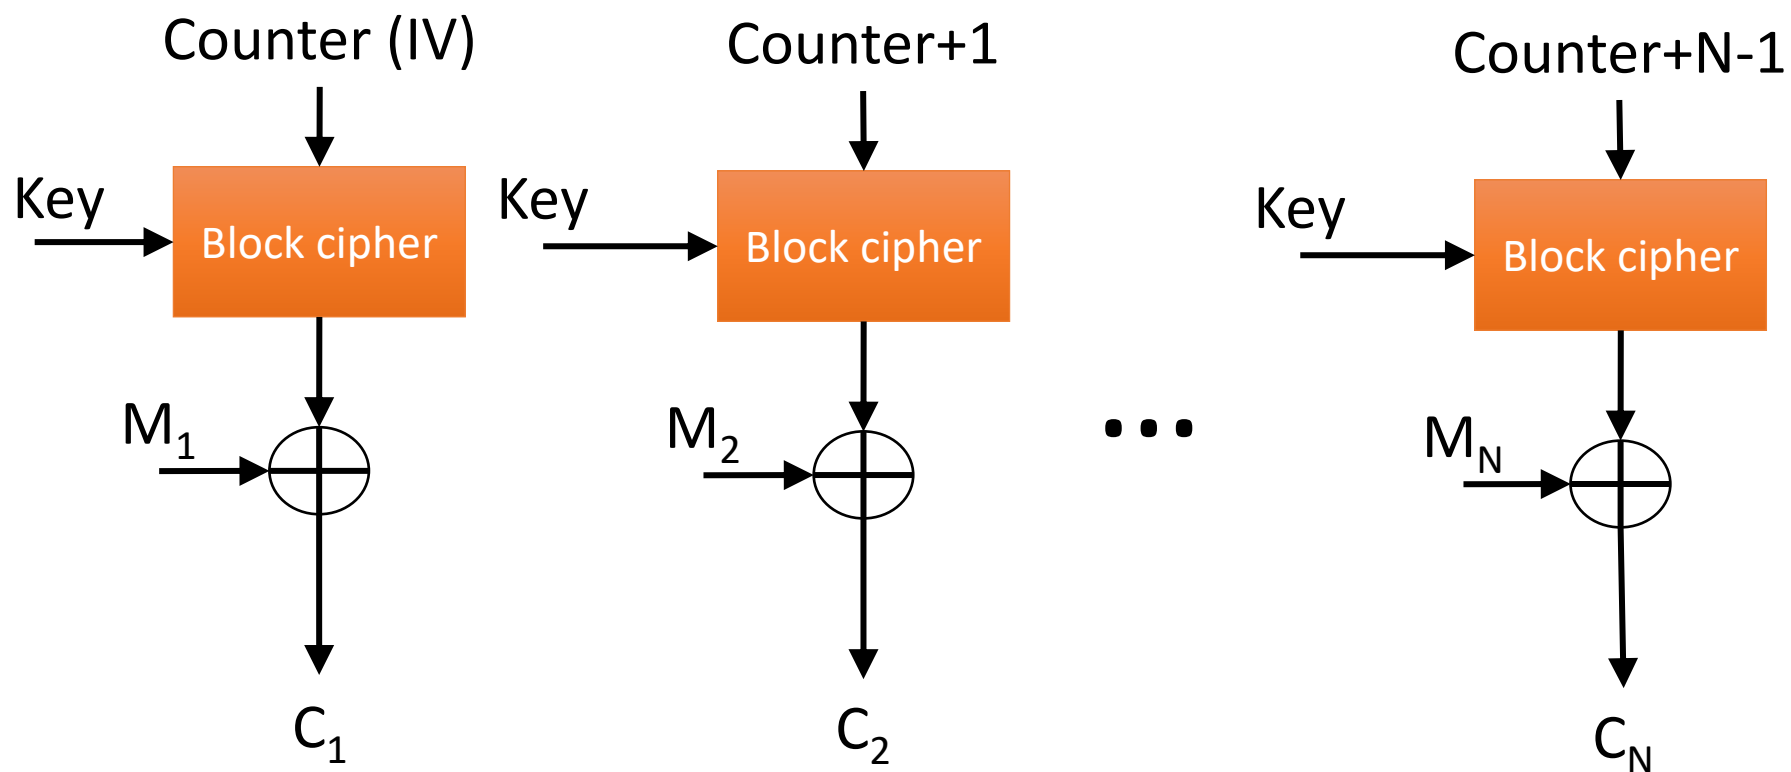 Counter (IV)
Counter+1
Counter+N-1
Key
Key
Key
Block cipher
Block cipher
Block cipher
M1
M2
...
MN
C1
C2
CN